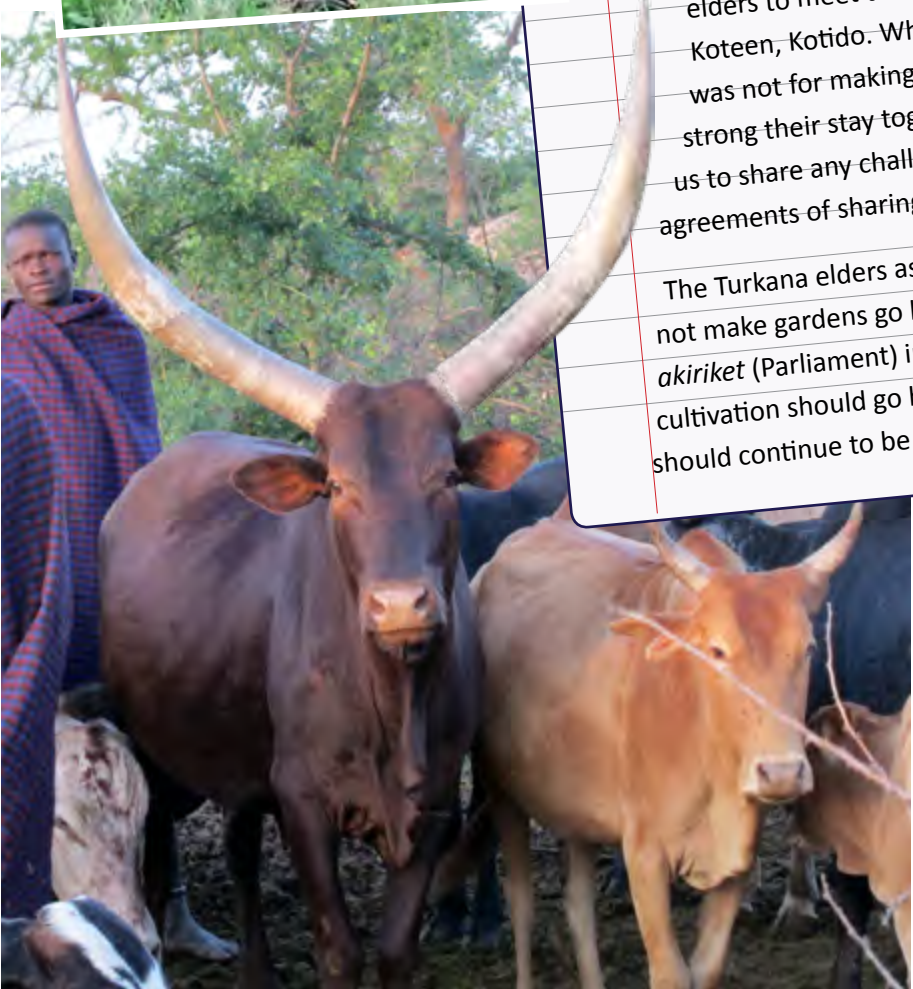 elders to meet
Koteen, Kotido.
was not for making
strong their stay
us to share any
agreements of sharing
The Turkana elders
not make gardens go
akiriket (Parliament)
cultivation should go
should continue to be